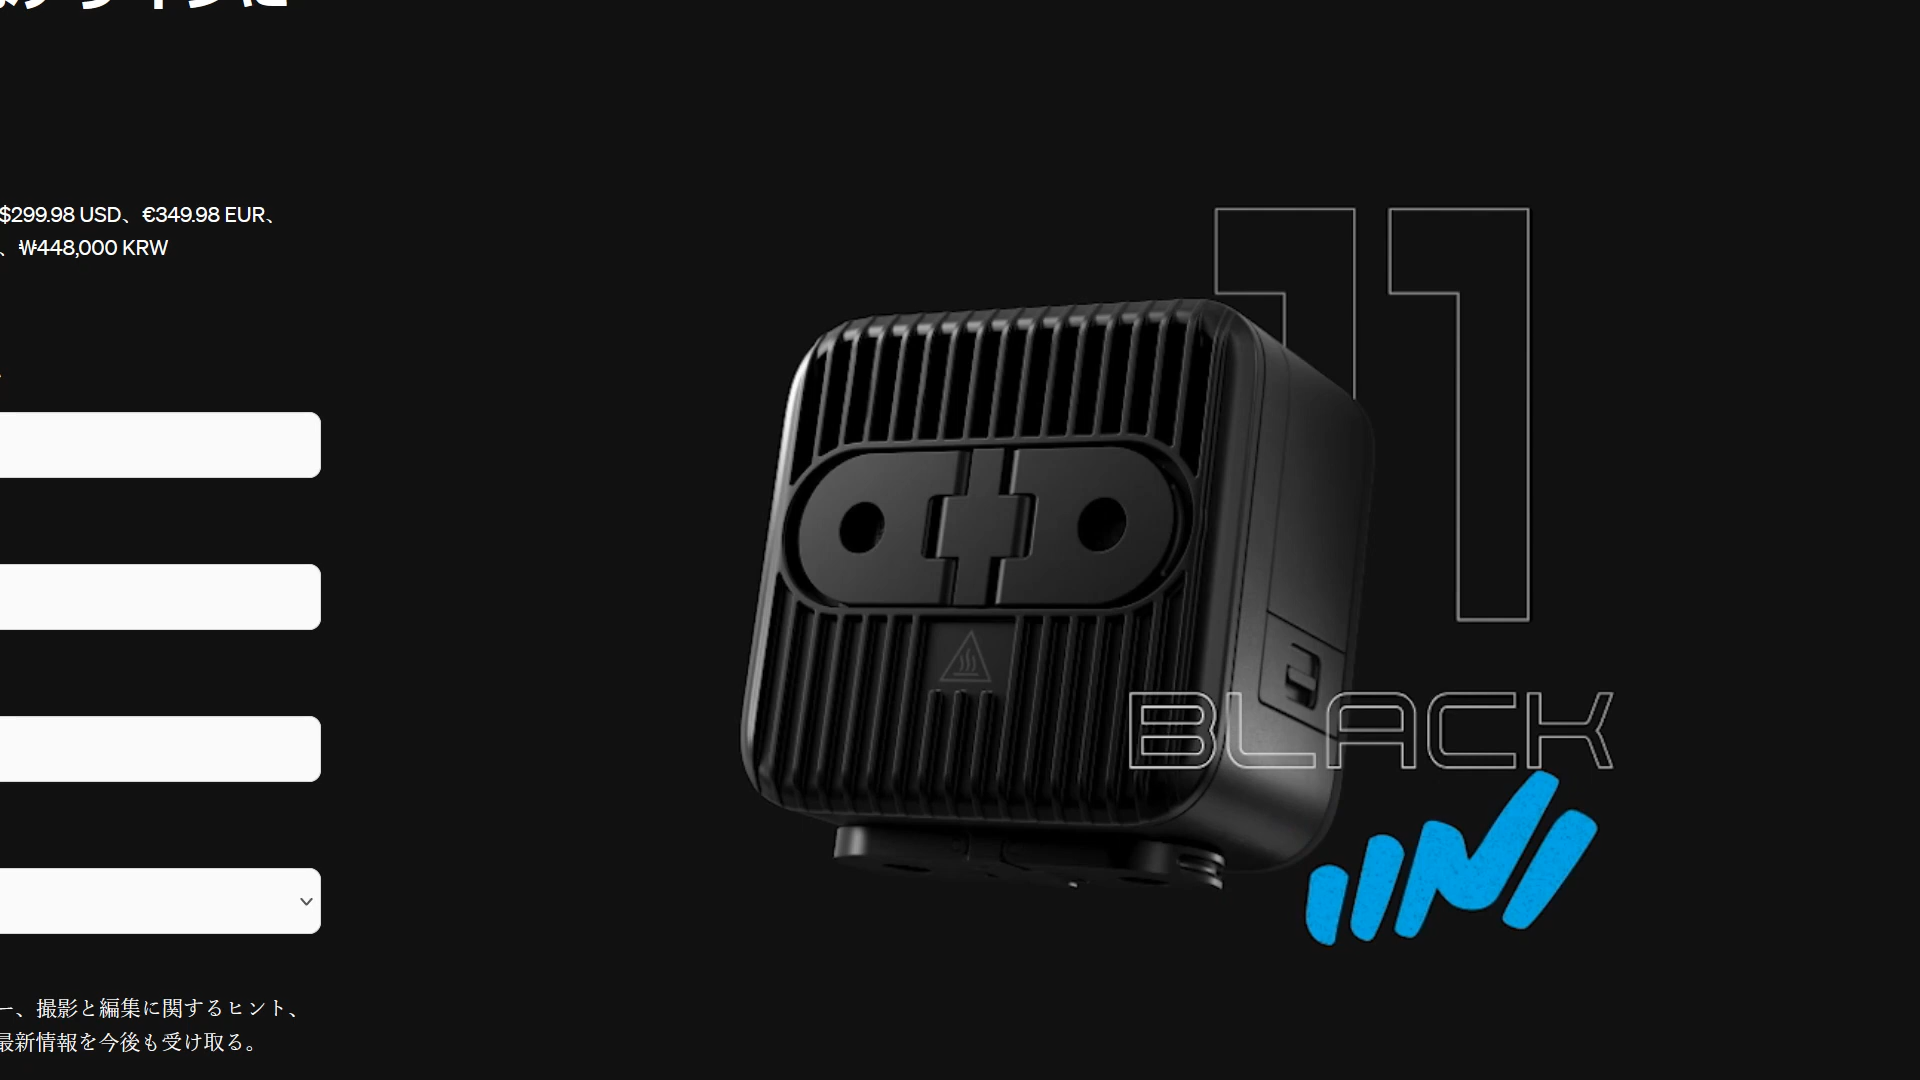 $299.98 USD、€349.98 EUR、
、₩448,000 KRW
11
BLACK
ー、撮影と編集に関するヒント、
最新情報を今後も受け取る。